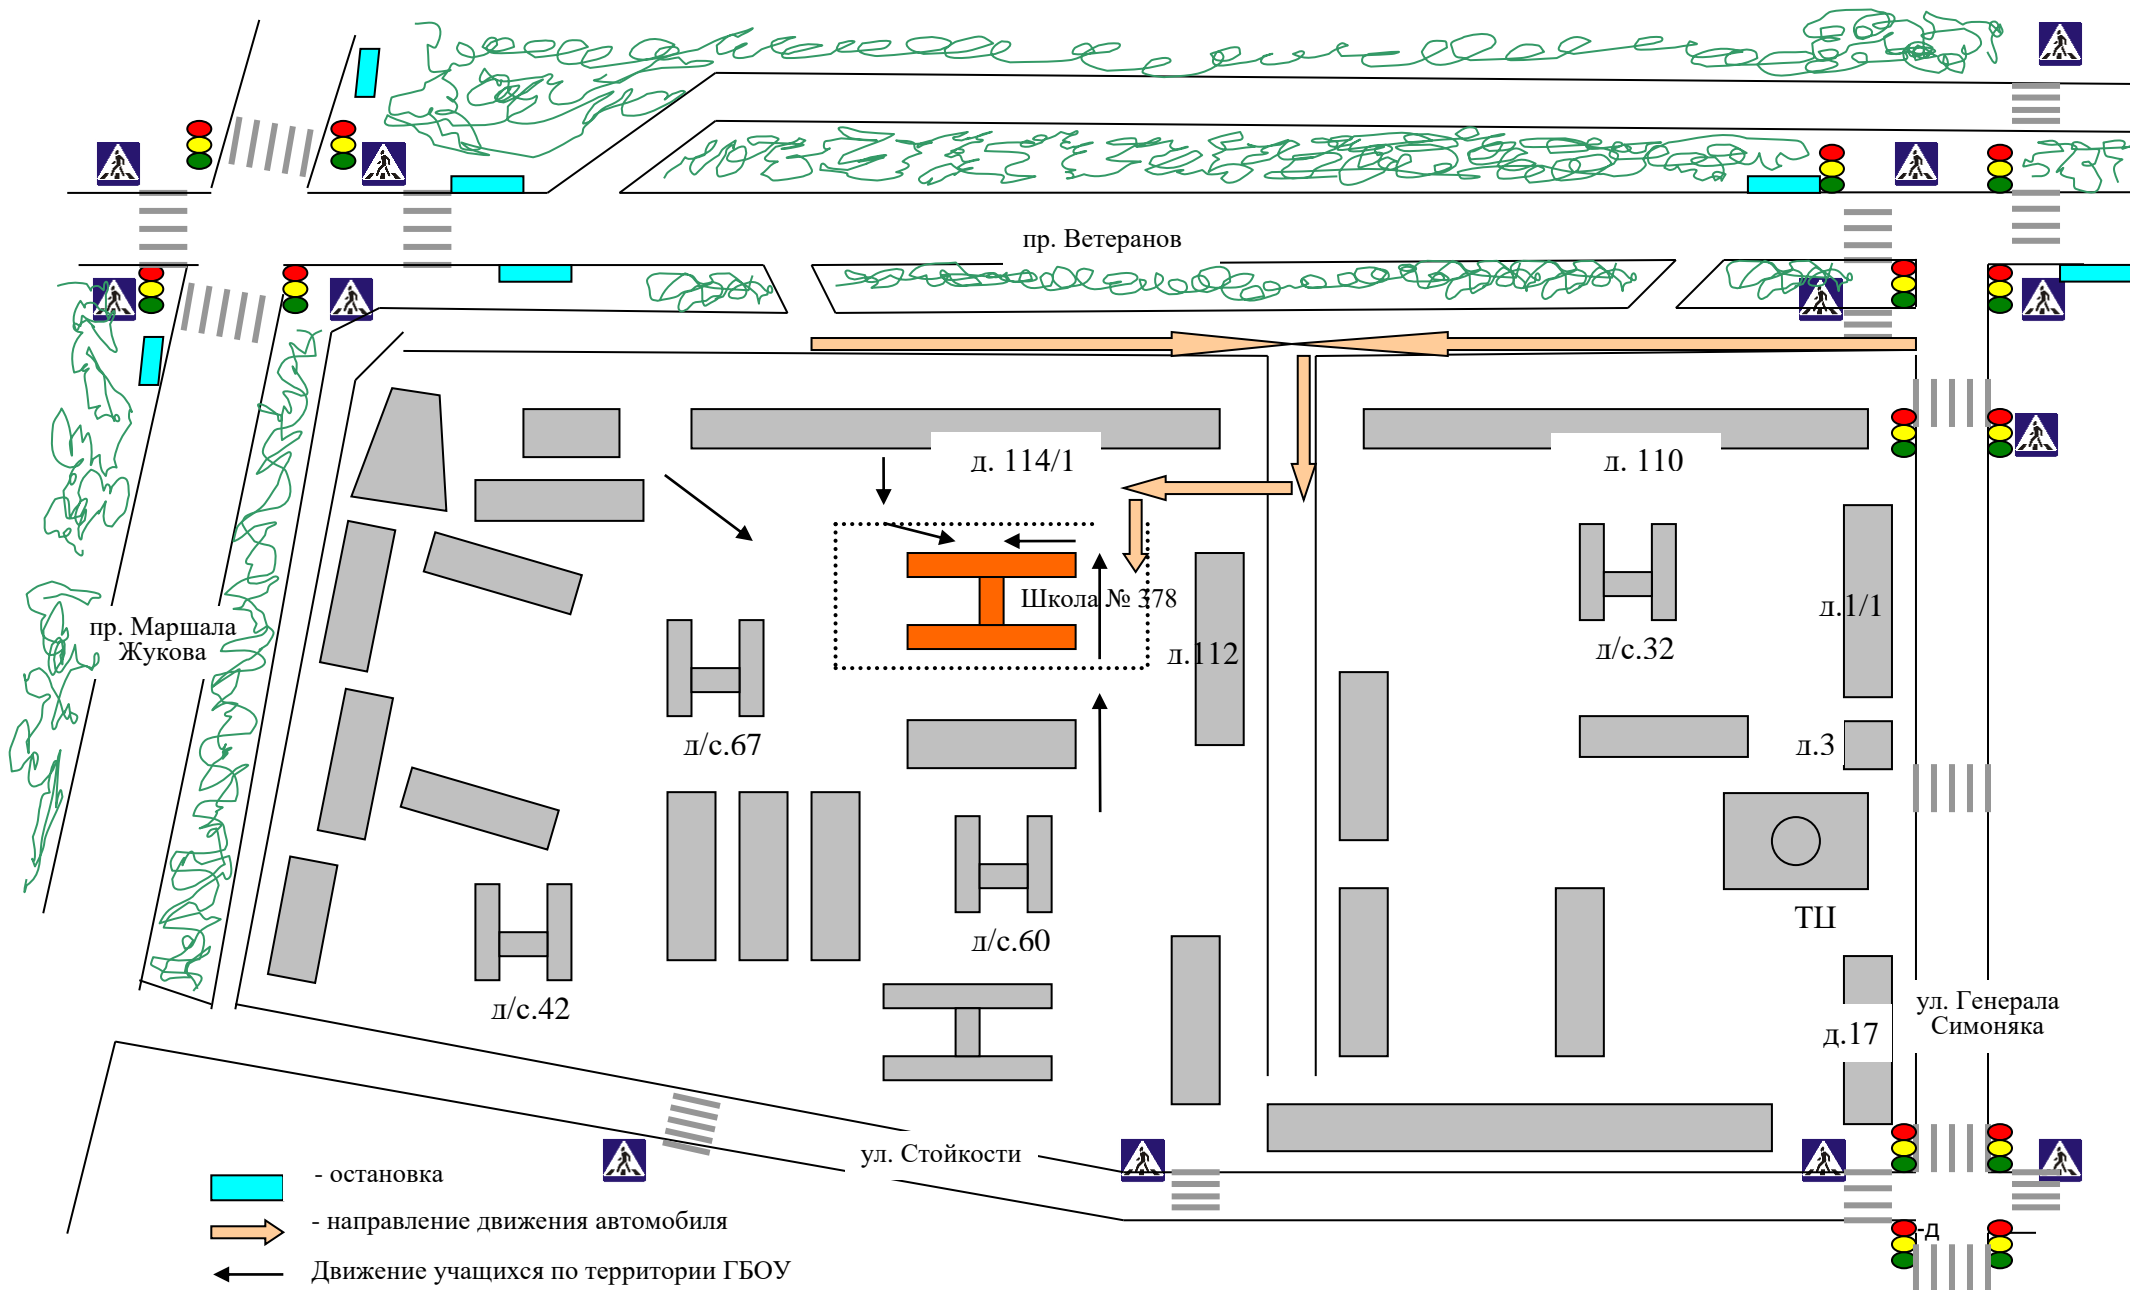 пр. Ветеранов
д. 114/1
д. 110
Школа № 378
д.1/1
пр. Маршала
Жукова
д.112
д/с.32
д/с.67
д.3
ТЦ
д/с.60
д/с.42
ул. Генерала
Симоняка
д.17
ул. Стойкости
- остановка
- направление движения автомобиля
-д
Движение учащихся по территории ГБОУ